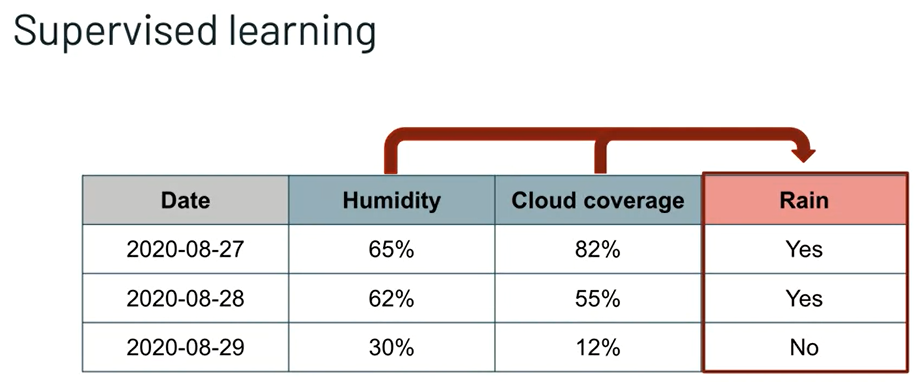 Supervised learning
Date Humidity Cloud coverage Rain
2020-08-27 65% 82% Yes
2020-08-28 62% 55% Yes
2020-08-29 30% 12% No